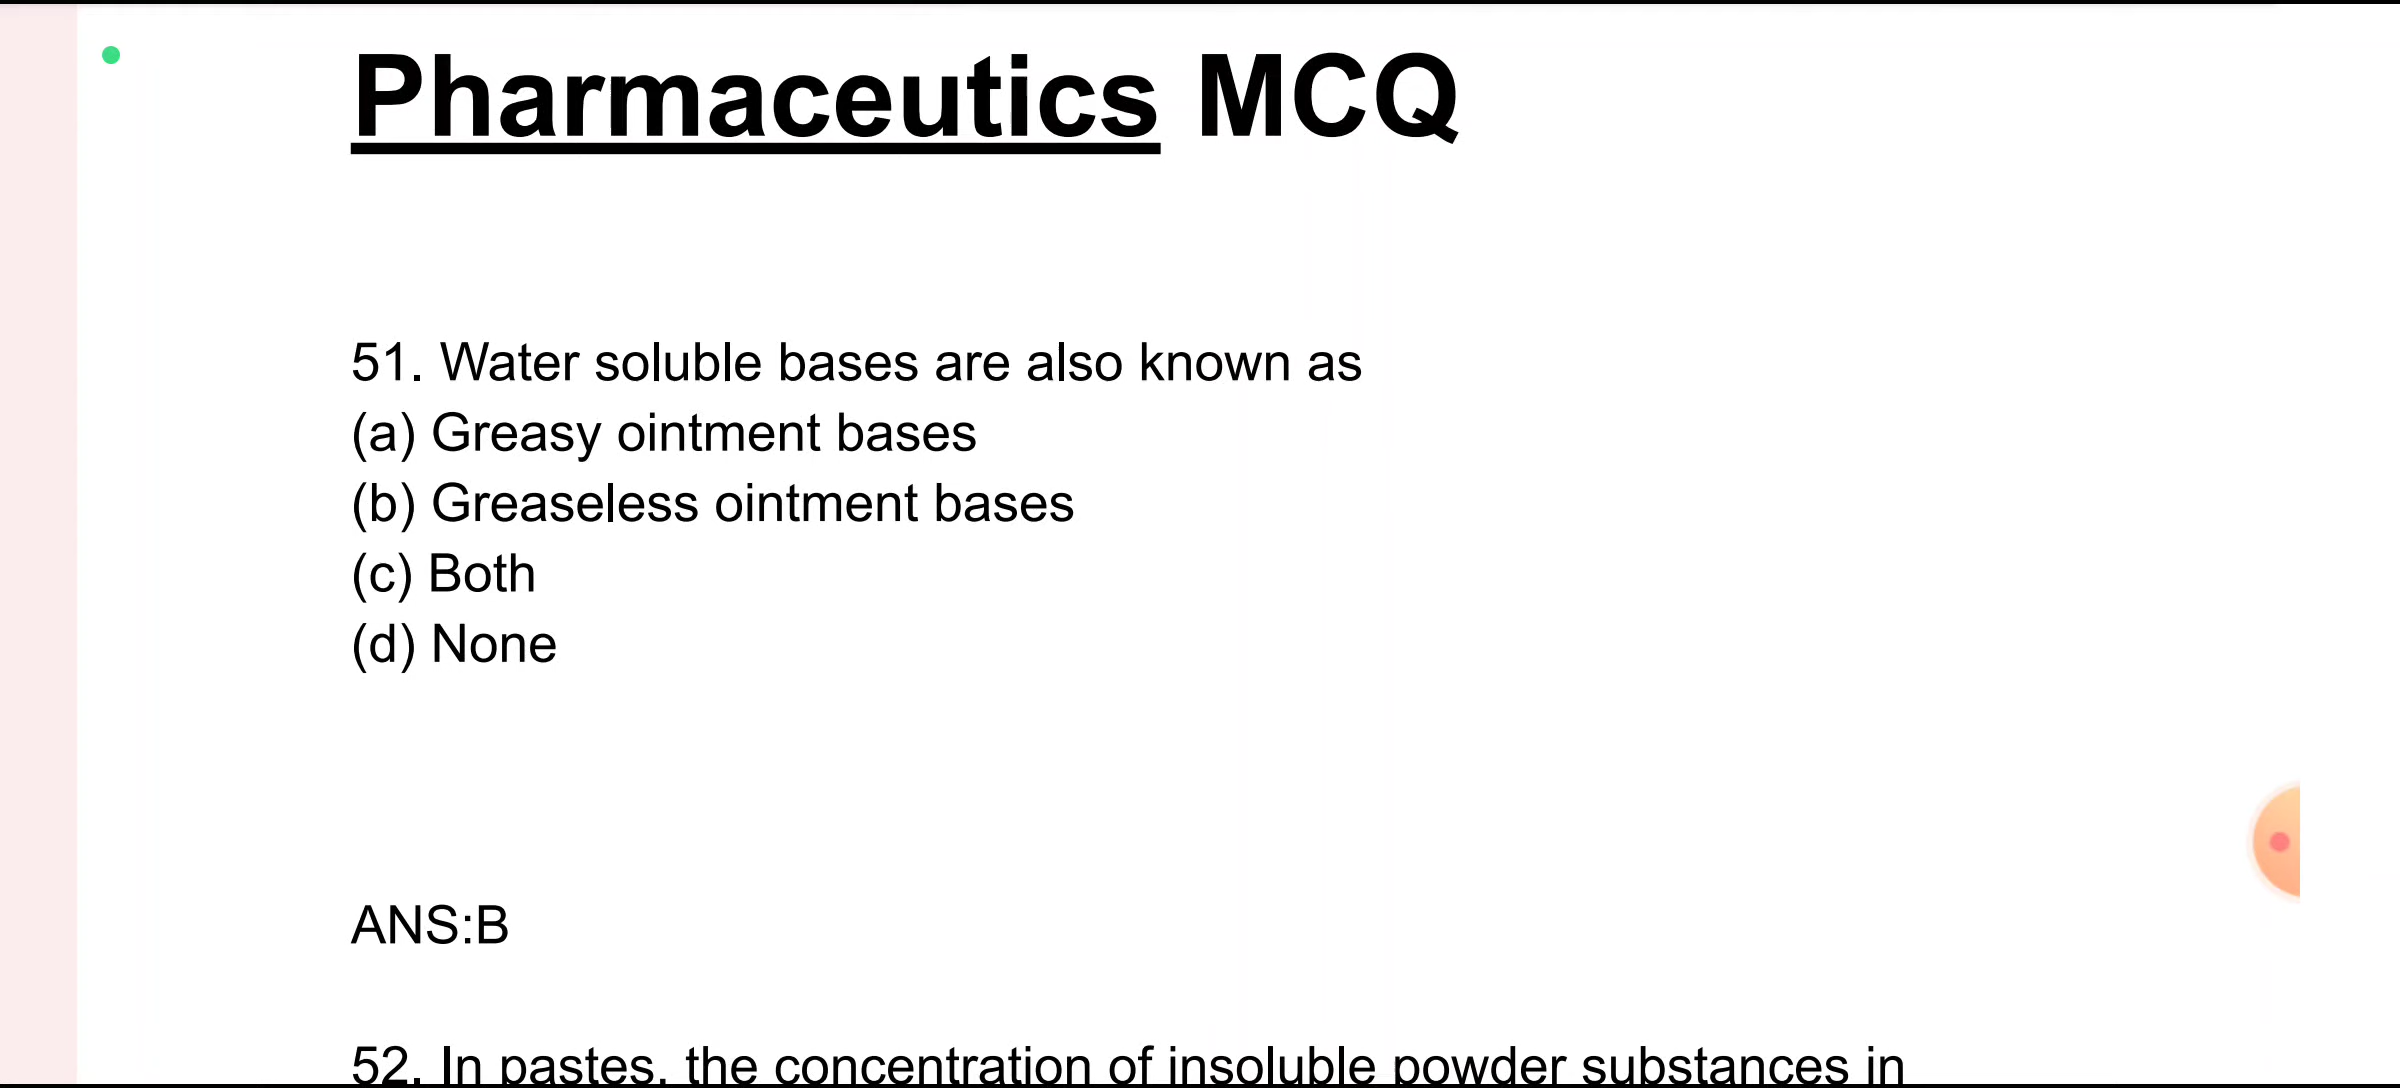 Pharmaceutics MCQ
51. Water soluble bases are also known as
(a) Greasy ointment bases
(b) Greaseless ointment bases
(c) Both
(d) None
ANS:B
52. In pastes, the concentration of insoluble powder substances in